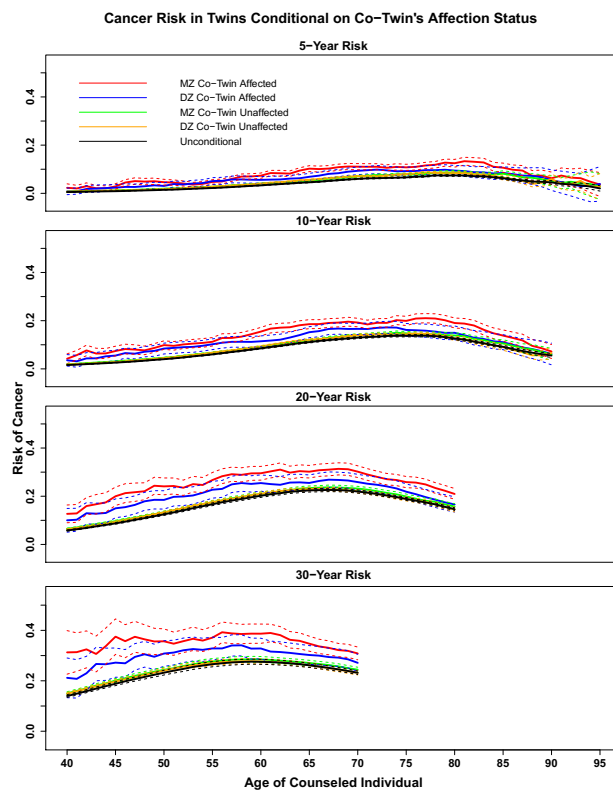 Cancer Risk in Twins Conditional on Co−Twin's Affection Status
5−Year Risk
MZ Co−Twin Affected
DZ Co−Twin Affected
MZ Co−Twin Unaffected
DZ Co−Twin Unaffected
Unconditional
0.0 0.2 0.4
10−Year Risk
0.0 0.2 0.4
20−Year Risk
0.0 0.2 0.4
30−Year Risk
0.0 0.2 0.4
Risk of Cancer
40 45 50 55 60 65 70 75 80 85 90 95
Age of Counseled Individual